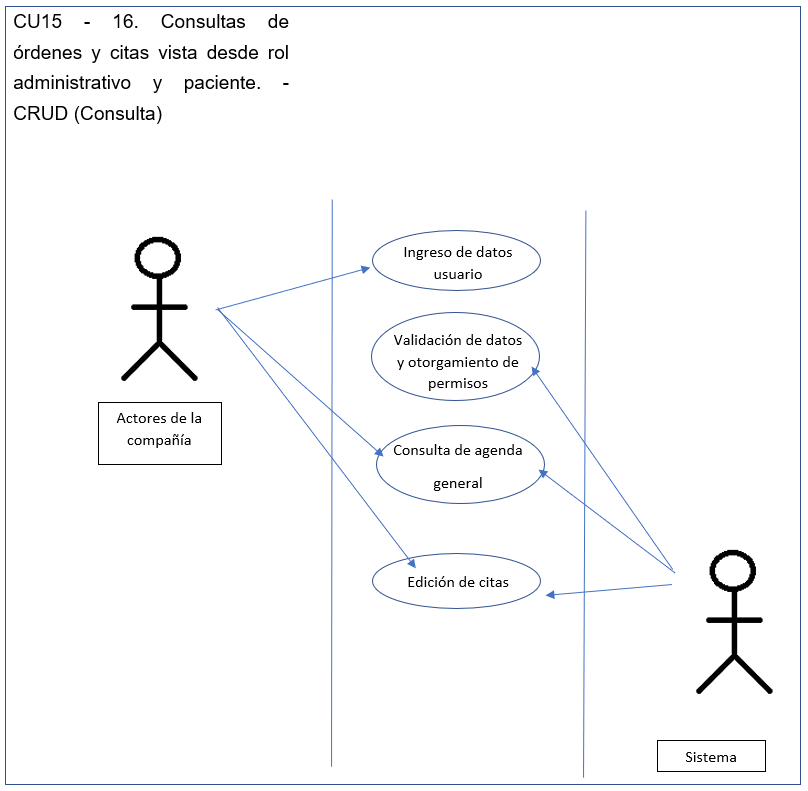 CU15 - 16. Consultas de
órdenes y citas vista desde rol
administrativo y paciente. -
CRUD (Consulta)
Ingreso de datos
usuario
Validación de datos
y otorgamiento de
permisos
Actores de la
compañía
Consulta de agenda
general
Edición de citas
Sistema